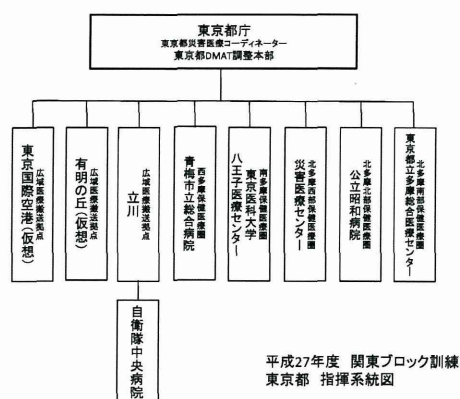 東京都庁
東京都災害医療コーディネーター
東京都DMAT調整本部
広域医療搬送拠点
東京国際空港(仮想)
広域医療搬送拠点
有明の丘(仮想)
広域医療搬送拠点
立川
西多摩保健医療圏
青梅市立総合病院
南多摩保健医療圏
東京医科大学
八王子医療センター
北多摩西部保健医療圏
災害医療センター
北多摩北部保健医療圏
公立昭和病院
北多摩南部保健医療圏
東京都立多摩総合医療センター
自衛隊中央病院
平成27年度 関東ブロック訓練
東京都 指揮系統図